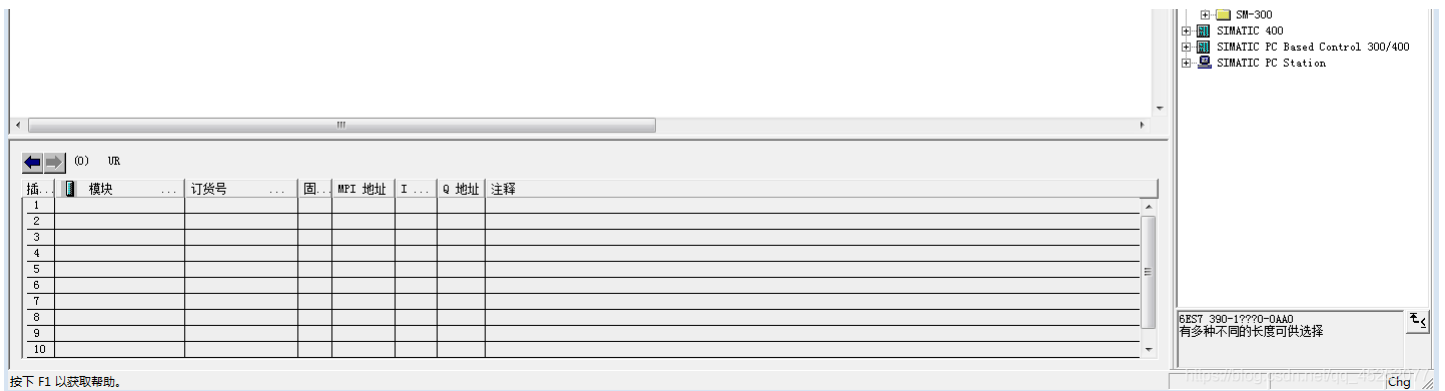 SM-300
SIMATIC 400
SIMATIC PC Based Control 300/400
SIMATIC PC Station
(0) UR
插... 模块 ... 订货号 ... 固... MPI 地址 I ... Q 地址 注释
1
2
3
4
5
6
7
8
9
10
6ES7 390-1???0-0AA0
有多种不同的长度可供选择
按下 F1 以获取帮助。
Chg